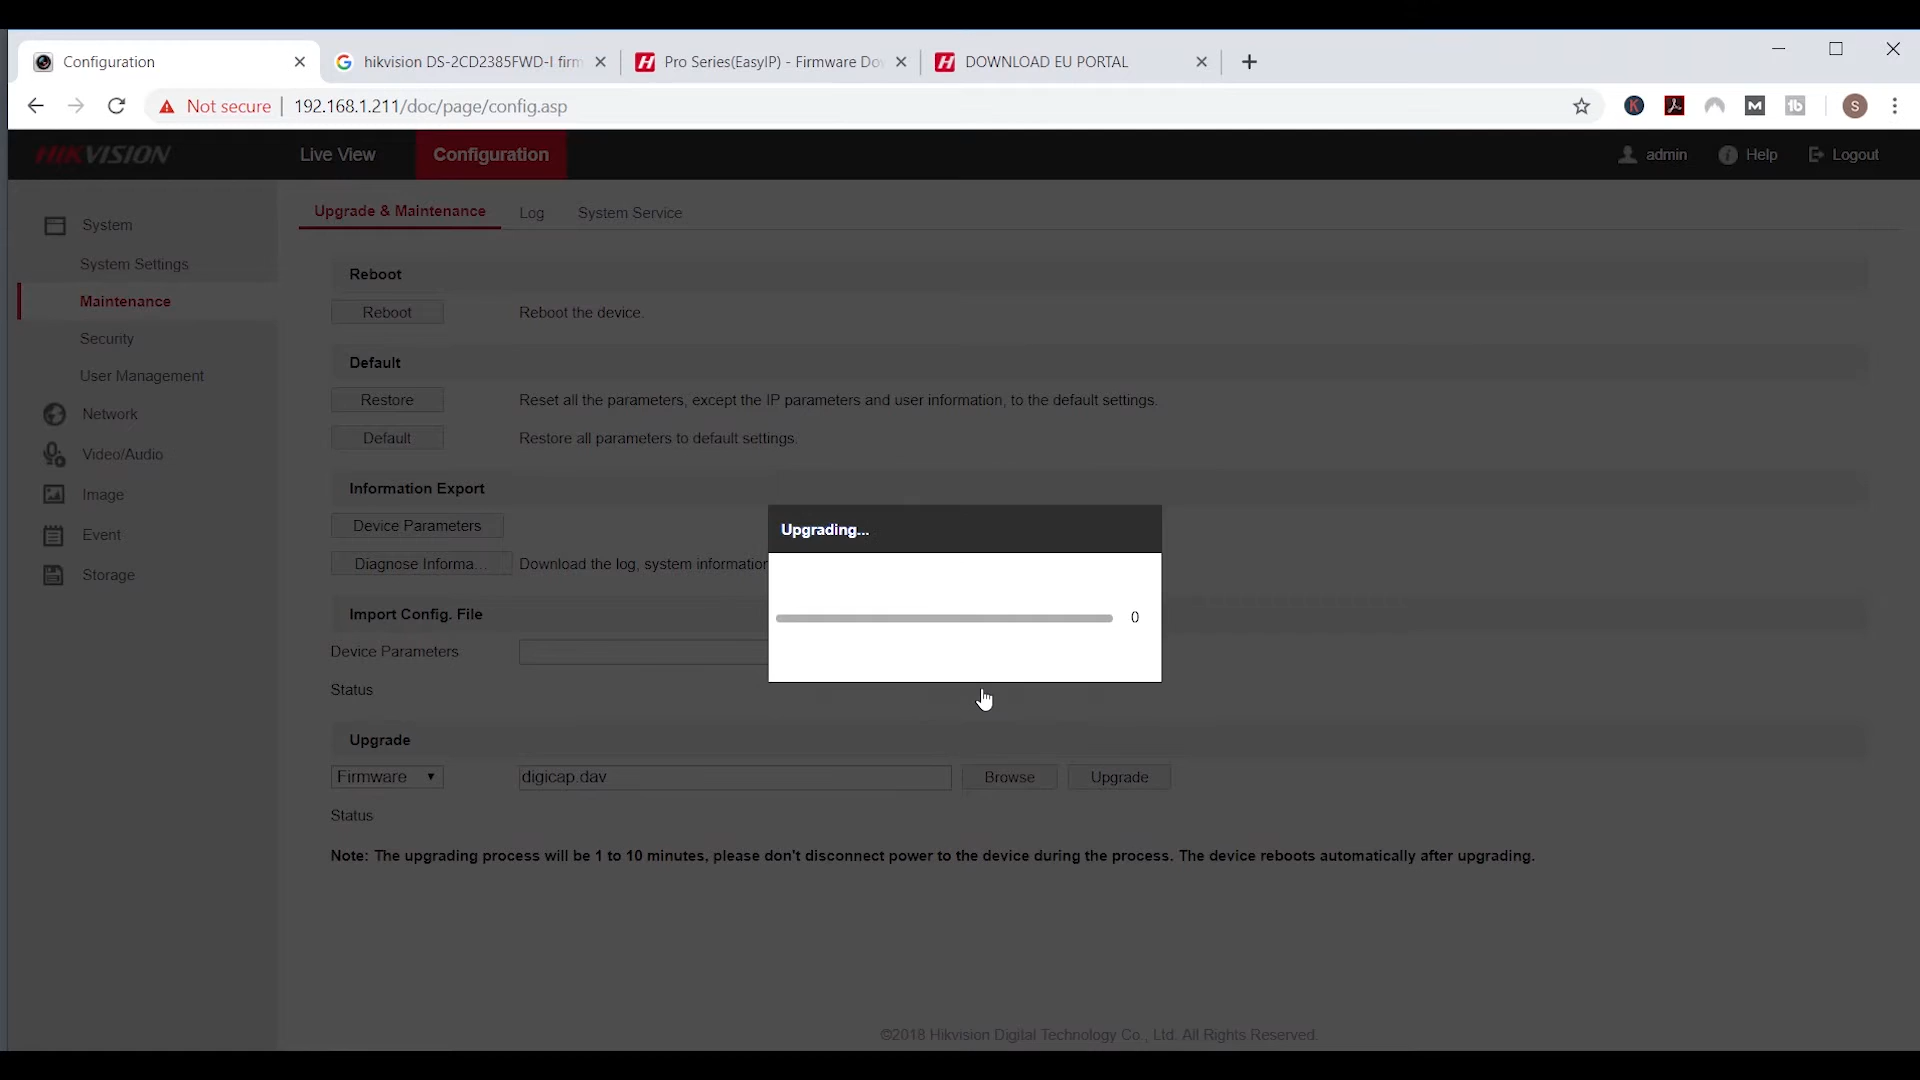 Configuration
hikvision DS-2CD2385FWD-I firm
Pro Series(EasyIP) - Firmware Do
DOWNLOAD EU PORTAL
Not secure | 192.168.1.211/doc/page/config.asp
S
HIKVISION
Live View
Configuration
admin
Help
Logout
System
System Settings
Maintenance
Security
User Management
Network
Video/Audio
Image
Event
Storage
Upgrade & Maintenance
Log
System Service
Reboot
Reboot Reboot the device.
Default
Restore Reset all the parameters, except the IP parameters and user information, to the default settings.
Default Restore all parameters to default settings.
Information Export
Device Parameters
Diagnose Informa... Download the log, system information
Upgrading...
0
Import Config. File
Device Parameters
Status
Upgrade
Firmware digicap.dav Browse Upgrade
Status
Note: The upgrading process will be 1 to 10 minutes, please don't disconnect power to the device during the process. The device reboots automatically after upgrading.
©2018 Hikvision Digital Technology Co., Ltd. All Rights Reserved.